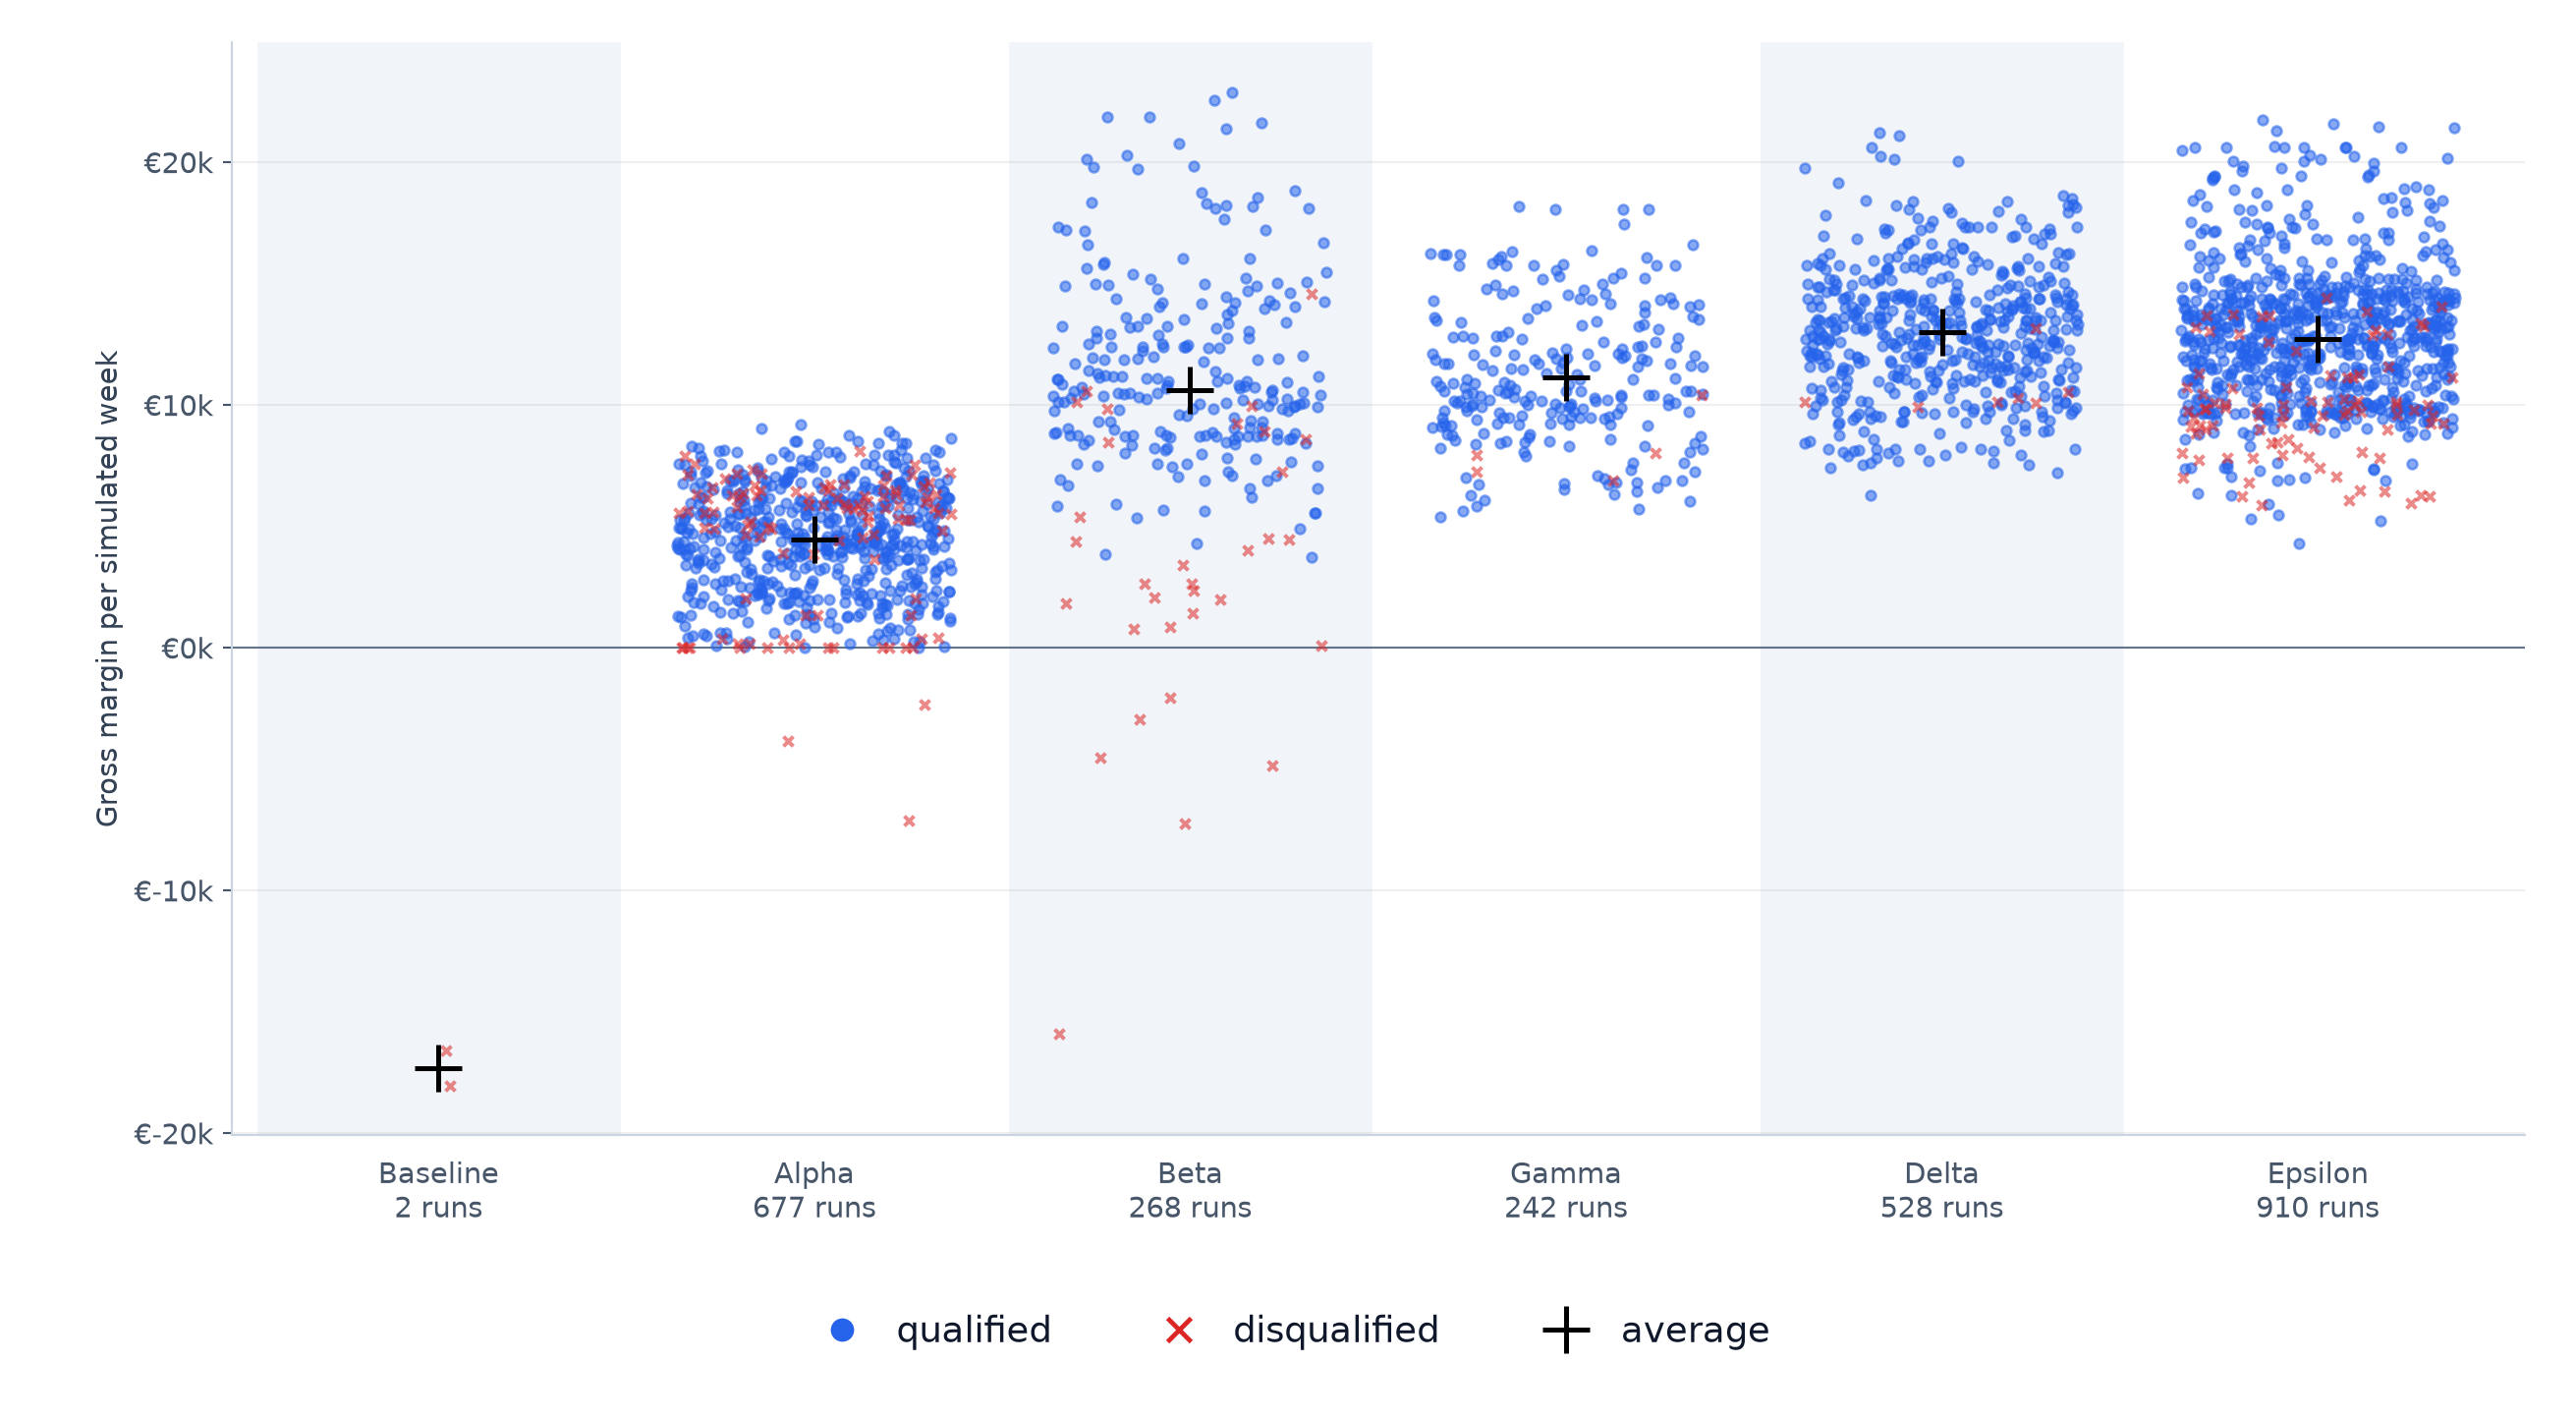 Gross margin per simulated week
€20k
€10k
€0k
€-10k
€-20k
Baseline
2 runs
Alpha
677 runs
Beta
268 runs
Gamma
242 runs
Delta
528 runs
Epsilon
910 runs
qualified
disqualified
average